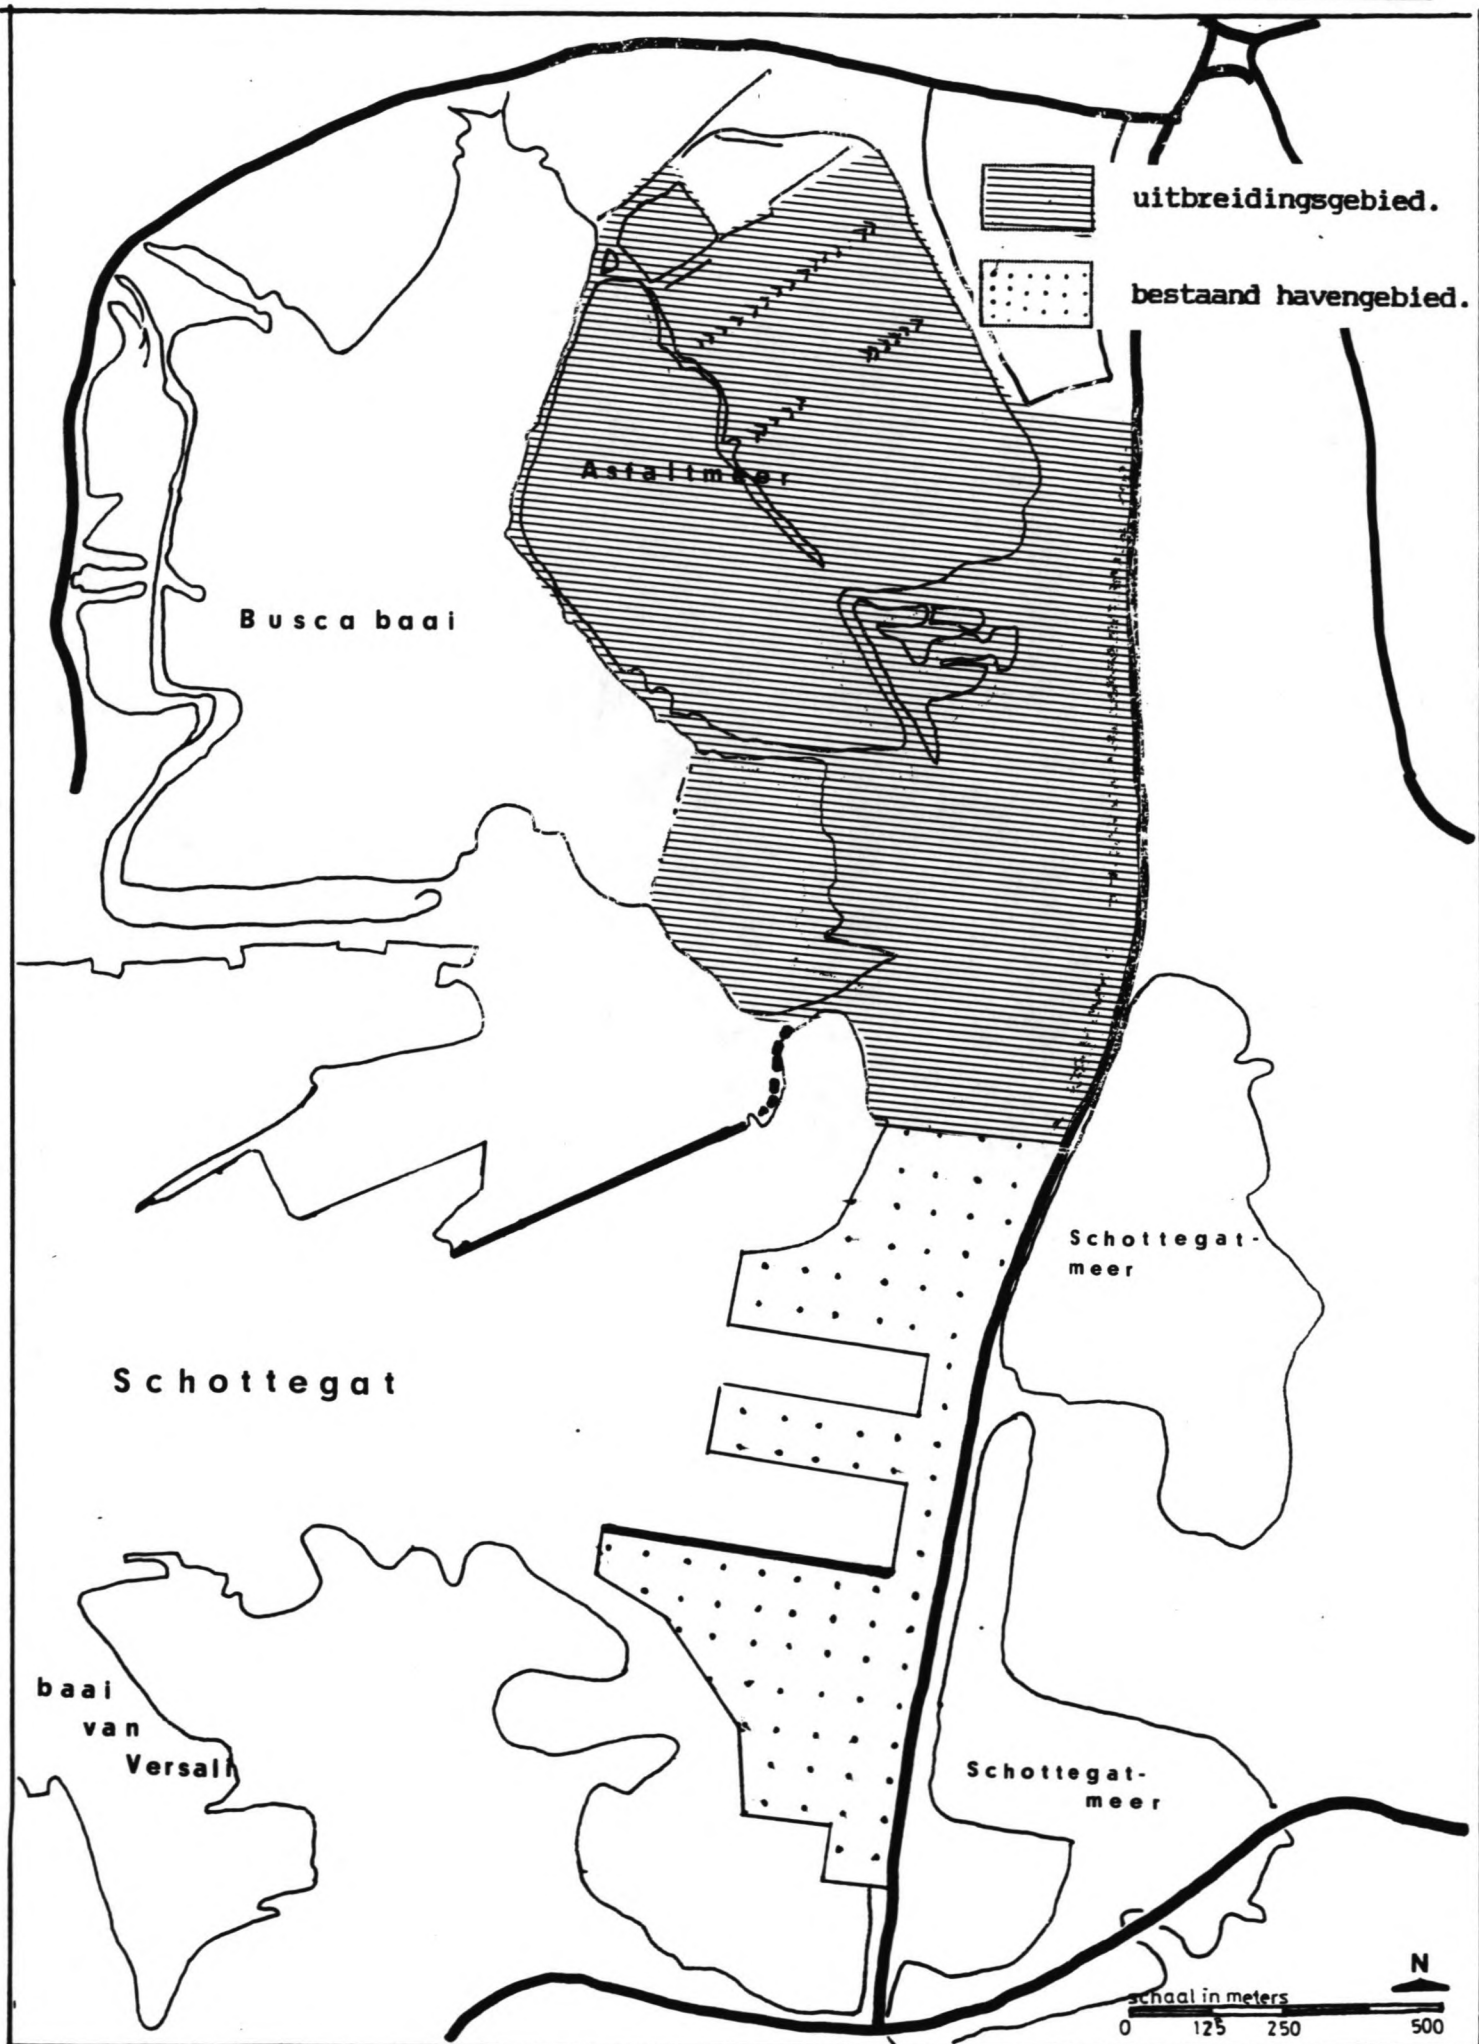 uitbreidingsgebied.
bestaand havengebied.
Asfaltmeer
Busca baai
Schottegat-
meer
Schottegat
baai
van
Versali
Schottegat-
meer
N
schaal in meters
0 125 250 500